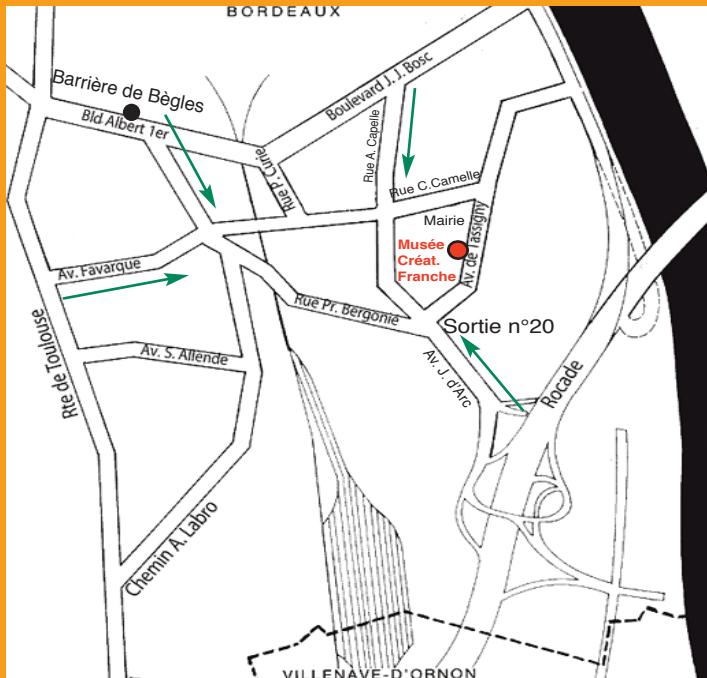 BORDEAUX
Barrière de Bègles
Bld Albert 1er
Boulevard J. J. Bosc
Rue P. Curie
Rue A. Capelle
Rue C.Camelle
Mairie
Musée
Créat.
Franche
Av. de Tassigny
Av. Favarque
Rue Pr. Bergonié
Sortie n°20
Rte de Toulouse
Av. S. Allende
Av. J. d'Arc
Rocade
Chemin A. Labro
VILLENAVE-D'ORNON